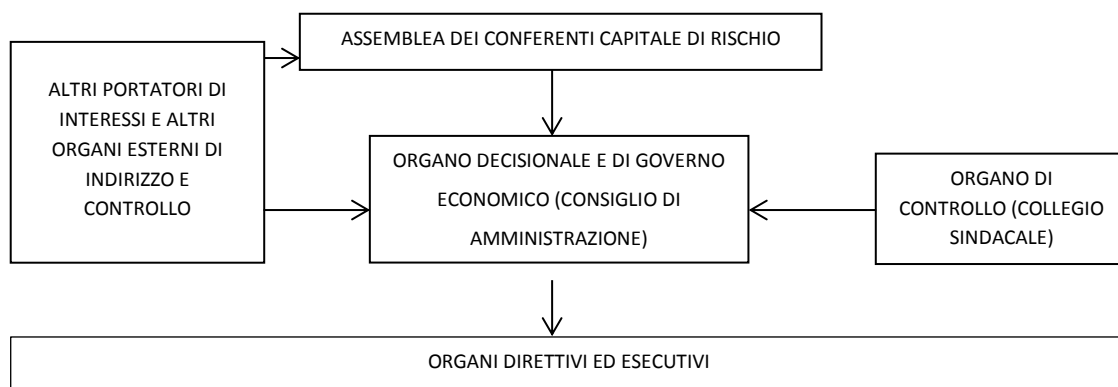 ASSEMBLEA DEI CONFERENTI CAPITALE DI RISCHIO
ALTRI PORTATORI DI
INTERESSI E ALTRI
ORGANI ESTERNI DI
INDIRIZZO E
CONTROLLO
ORGANO DECISIONALE E DI GOVERNO
ECONOMICO (CONSIGLIO DI
AMMINISTRAZIONE)
ORGANO DI
CONTROLLO (COLLEGIO
SINDACALE)
ORGANI DIRETTIVI ED ESECUTIVI